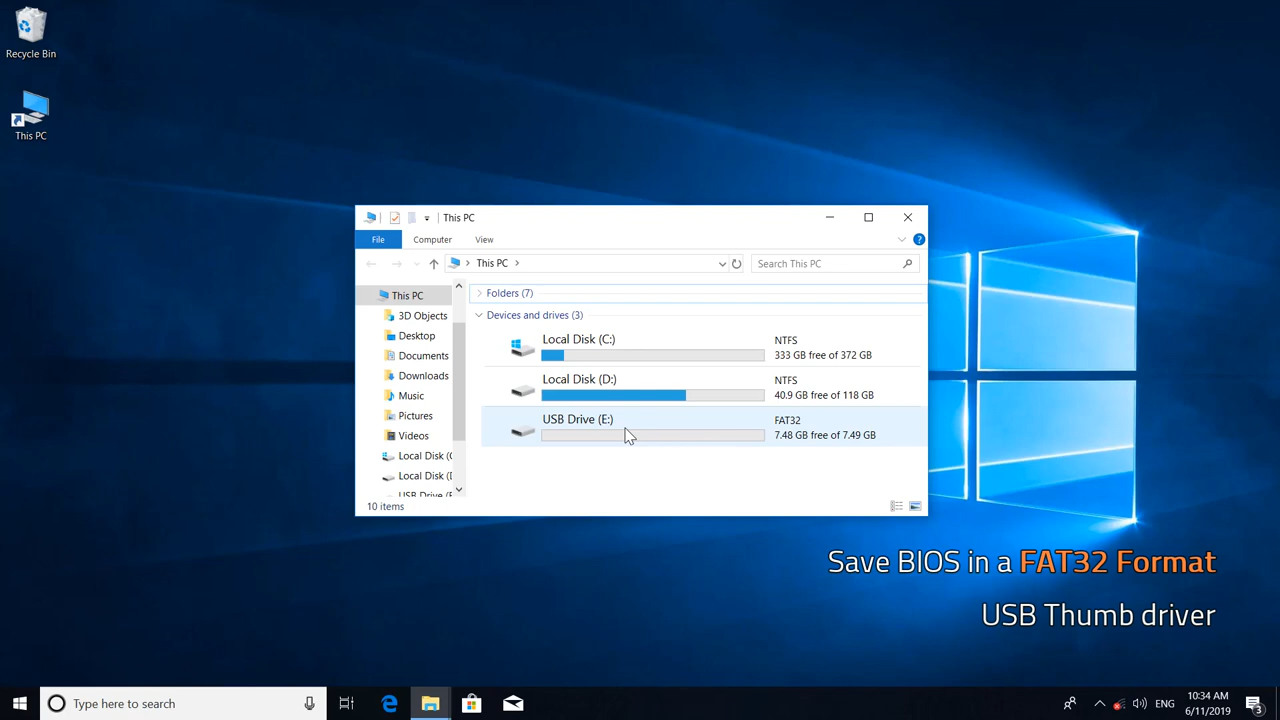 Recycle Bin
This PC
This PC
File
Computer
View
This PC
Search This PC
This PC
3D Objects
Desktop
Documents
Downloads
Music
Pictures
Videos
Local Disk (C
Local Disk (D
USB Drive (E
Folders (7)
Devices and drives (3)
Local Disk (C:)
NTFS
333 GB free of 372 GB
Local Disk (D:)
NTFS
40.9 GB free of 118 GB
USB Drive (E:)
FAT32
7.48 GB free of 7.49 GB
10 items
Save BIOS in a FAT32 Format
USB Thumb driver
Type here to search
ENG
10:34 AM
6/11/2019
3